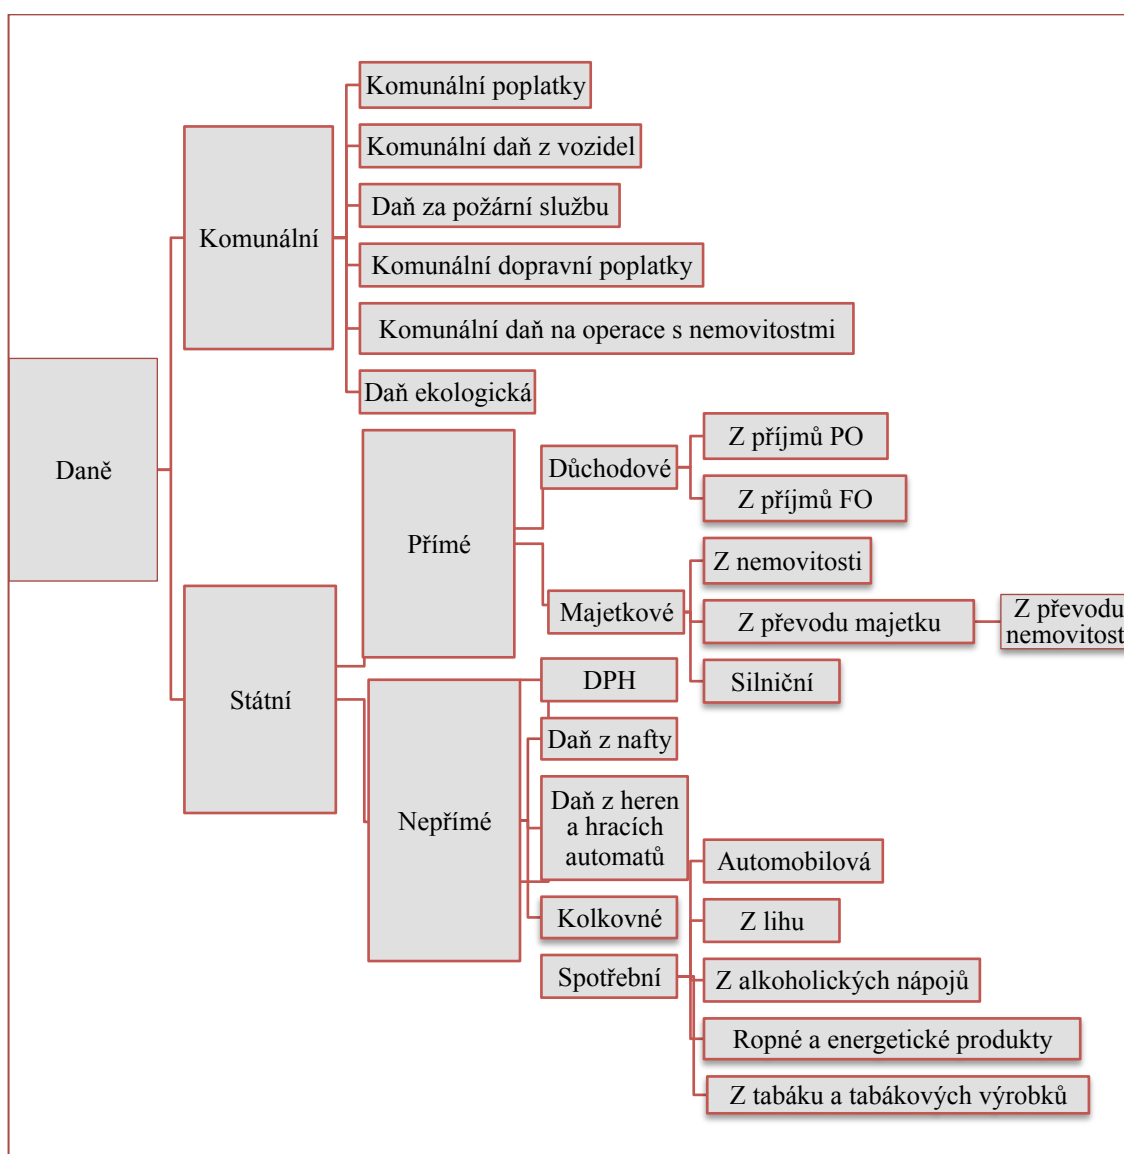 Komunální poplatky
Komunální daň z vozidel
Daň za požární službu
Komunální
Komunální dopravní poplatky
Komunální daň na operace s nemovitostmi
Daň ekologická
Daně
Z příjmů PO
Důchodové
Z příjmů FO
Přímé
Z nemovitosti
Majetkové
Z převodu majetku
Z převodu
nemovitost
Silniční
Státní
DPH
Daň z nafty
Nepřímé
Daň z heren
a hracích
automatů
Automobilová
Kolkovné
Z lihu
Spotřební
Z alkoholických nápojů
Ropné a energetické produkty
Z tabáku a tabákových výrobků